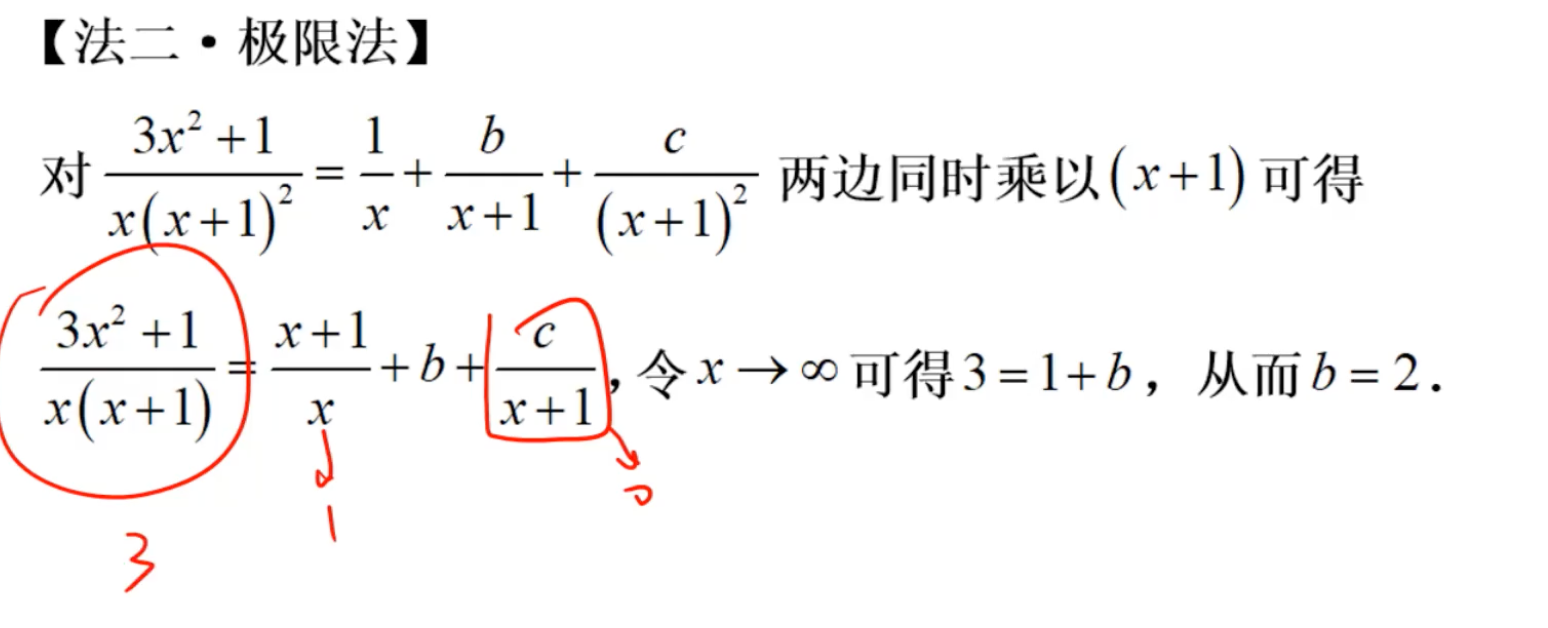 【法二·极限法】
对 \frac{3x^2+1}{x(x+1)^2} = \frac{1}{x} + \frac{b}{x+1} + \frac{c}{(x+1)^2} 两边同时乘以(x+1)可得
\frac{3x^2+1}{x(x+1)} = \frac{x+1}{x} + b + \frac{c}{x+1}, 令 x→∞ 可得 3=1+b, 从而 b=2.
0
1
3